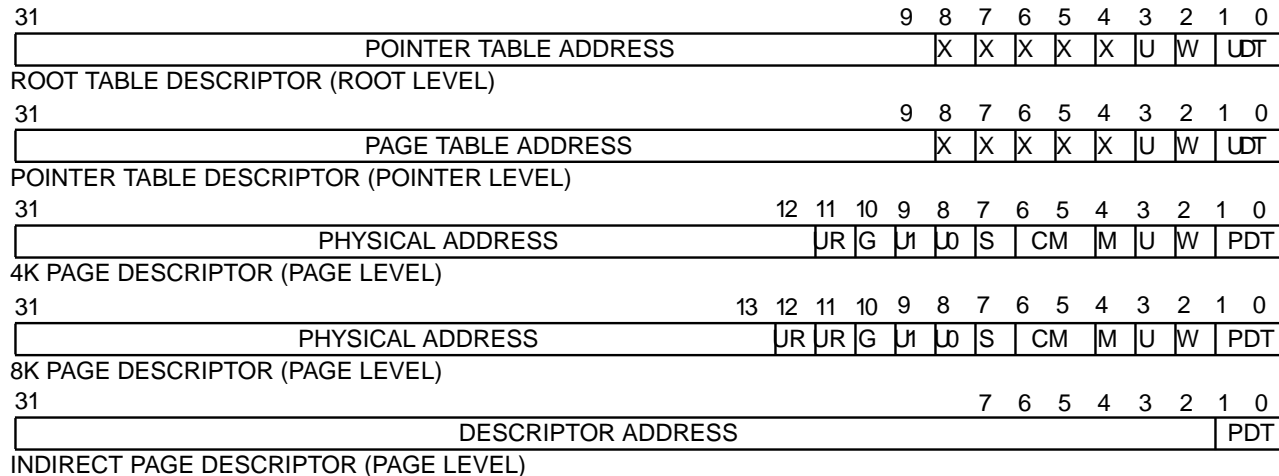 31 9 8 7 6 5 4 3 2 1 0
POINTER TABLE ADDRESS X X X X X U W UDT
ROOT TABLE DESCRIPTOR (ROOT LEVEL)
31 9 8 7 6 5 4 3 2 1 0
PAGE TABLE ADDRESS X X X X X U W UDT
POINTER TABLE DESCRIPTOR (POINTER LEVEL)
31 12 11 10 9 8 7 6 5 4 3 2 1 0
PHYSICAL ADDRESS UR G U1 U0 S CM M U W PDT
4K PAGE DESCRIPTOR (PAGE LEVEL)
31 13 12 11 10 9 8 7 6 5 4 3 2 1 0
PHYSICAL ADDRESS UR UR G U1 U0 S CM M U W PDT
8K PAGE DESCRIPTOR (PAGE LEVEL)
31 7 6 5 4 3 2 1 0
DESCRIPTOR ADDRESS PDT
INDIRECT PAGE DESCRIPTOR (PAGE LEVEL)